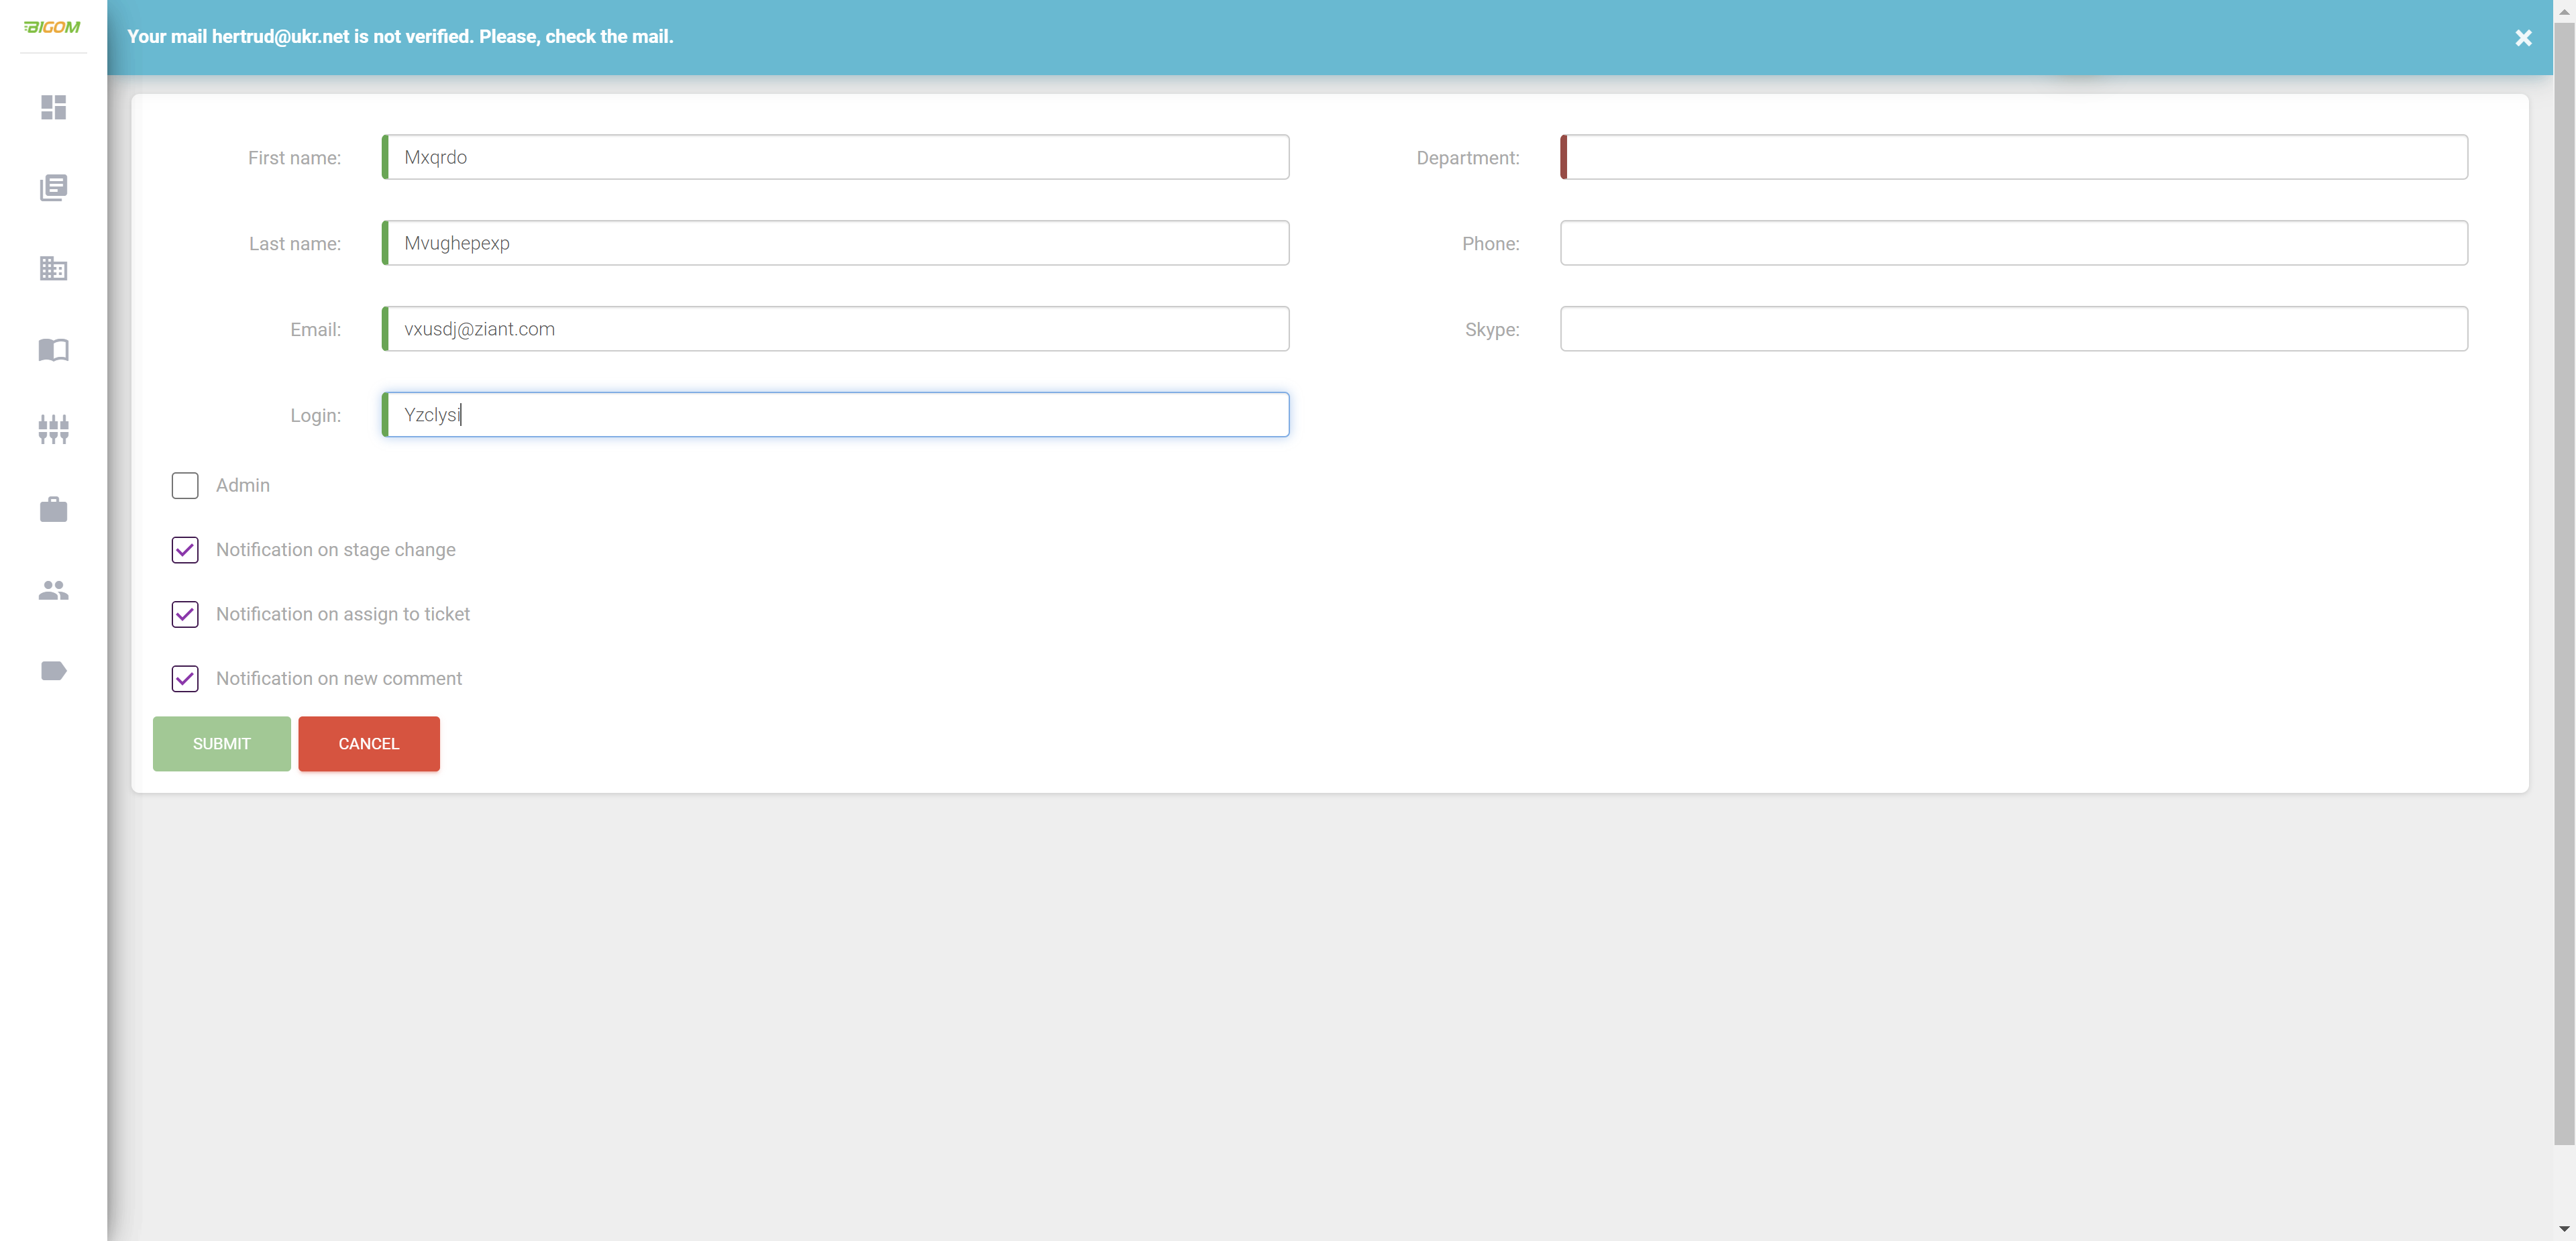 BIGOM
Your mail hertrud@ukr.net is not verified. Please, check the mail.
First name: Mxqrdo
Department:
Last name: Mvughepexp
Phone:
Email: vxusdj@ziant.com
Skype:
Login: Yzclysi
Admin
Notification on stage change
Notification on assign to ticket
Notification on new comment
SUBMIT CANCEL